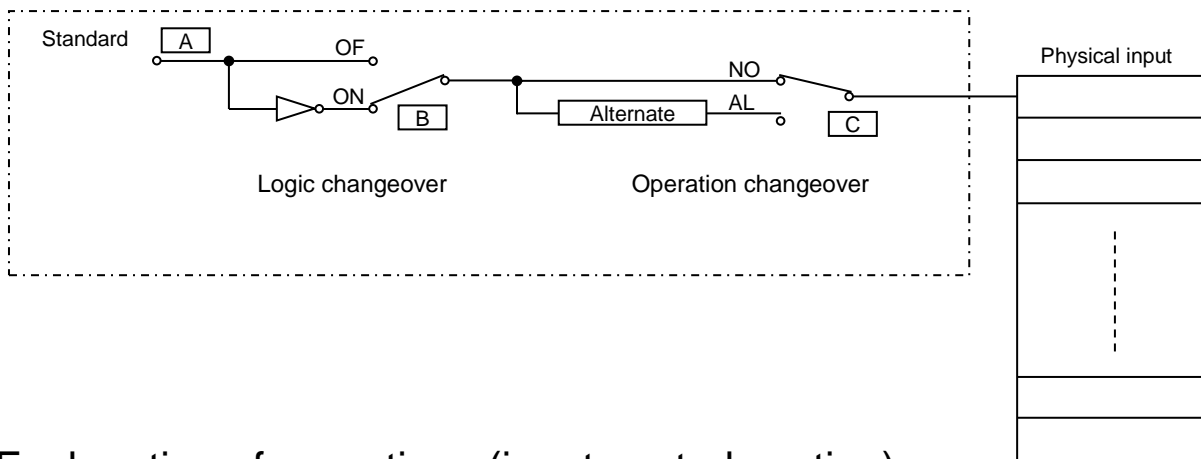 Standard
A
OF
ON
B
NO
AL
Alternate
C
Physical input
Logic changeover
Operation changeover